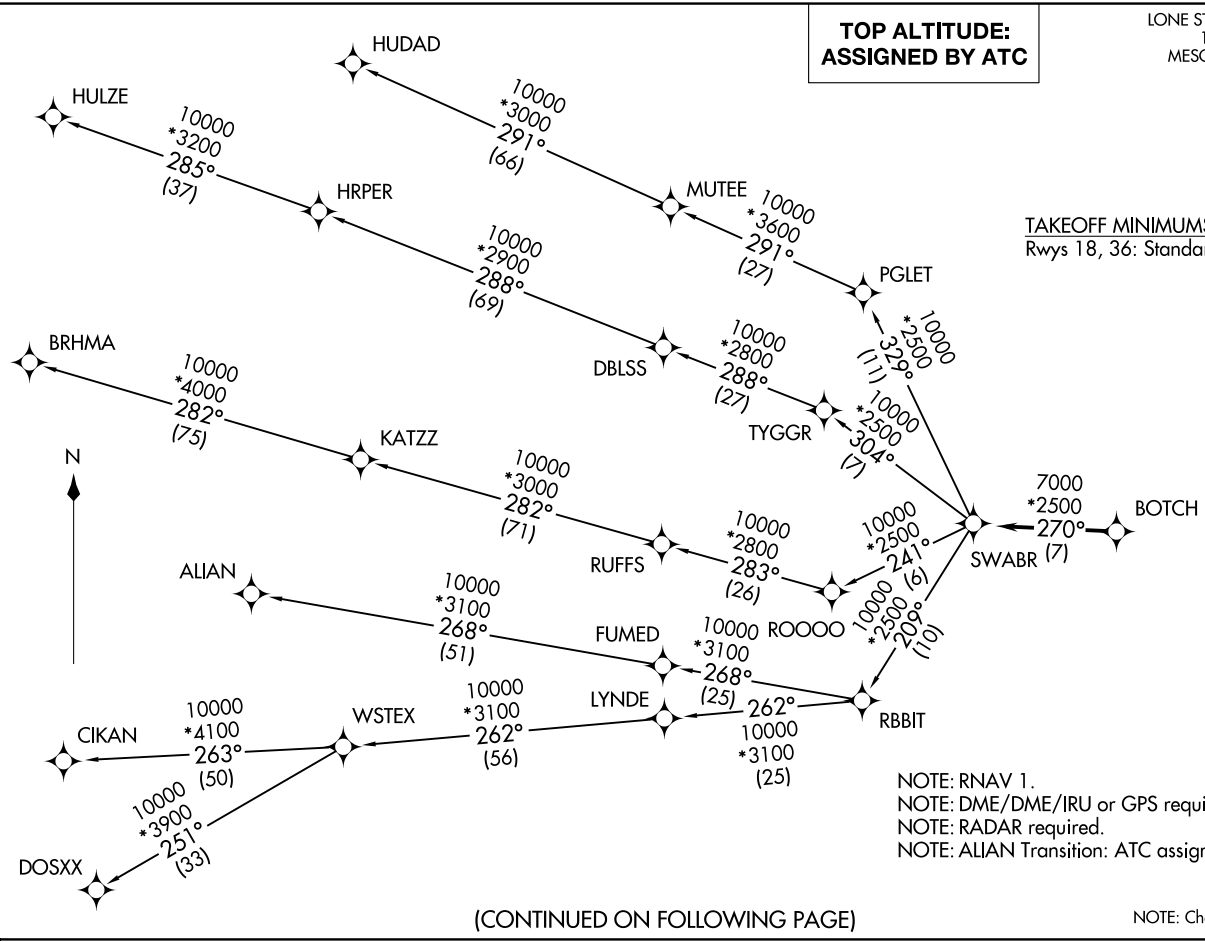 TOP ALTITUDE:
ASSIGNED BY ATC
LONE ST
1
MESQ
HUDAD
10000
*3000
291°
(66)
HULZE
10000
*3200
285°
(37)
HRPER
MUTEE
10000
*3600
291°
(27)
PGLET
TAKEOFF MINIMUMS
Rwys 18, 36: Standar
10000
*2900
288°
(69)
10000
*2500
329°
(11)
BRHMA
10000
*4000
282°
(75)
DBLSS
10000
*2800
288°
(27)
TYGGR
10000
*2500
304°
(7)
KATZZ
N
10000
*3000
282°
(71)
7000
*2500
270°
(7)
BOTCH
SWABR
10000
*2500
241°
(6)
RUFFS
10000
*2800
283°
(26)
ROOOO
10000
*2500
209°
(10)
ALIAN
10000
*3100
268°
(51)
FUMED
10000
*3100
268°
(25)
RBBIT
LYNDE
262°
10000
*3100
(25)
WSTEX
10000
*3100
262°
(56)
CIKAN
10000
*4100
263°
(50)
10000
*3900
251°
(33)
DOSXX
NOTE: RNAV 1.
NOTE: DME/DME/IRU or GPS requi
NOTE: RADAR required.
NOTE: ALIAN Transition: ATC assign
(CONTINUED ON FOLLOWING PAGE)
NOTE: Cha